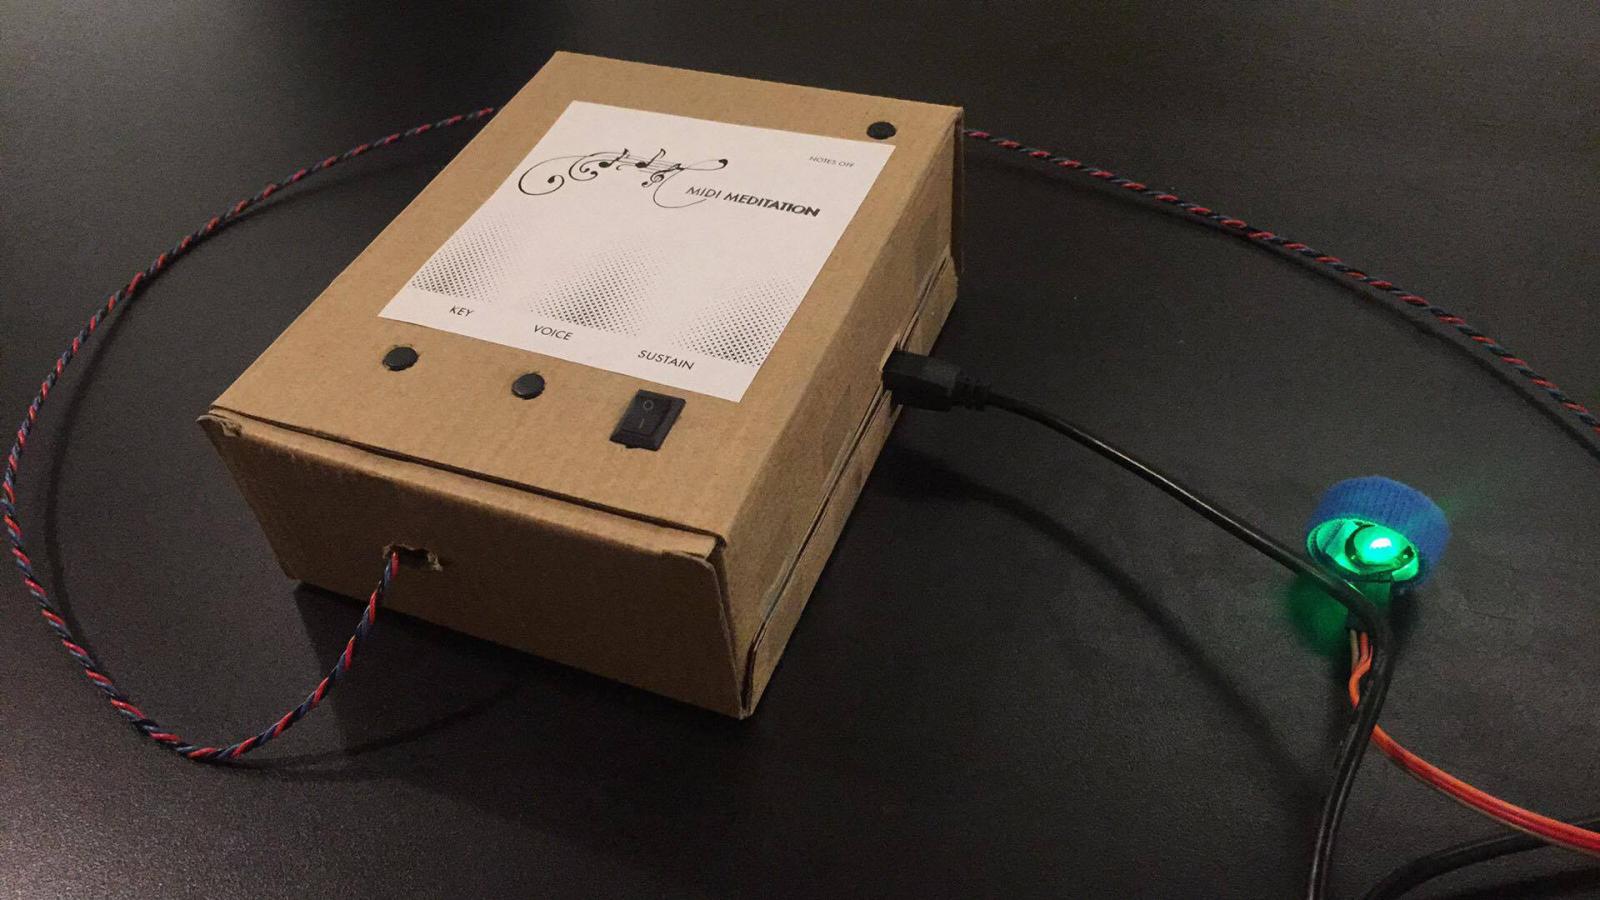 NOTES OFF
MIDI MEDITATION
KEY
VOICE
SUSTAIN
O
I